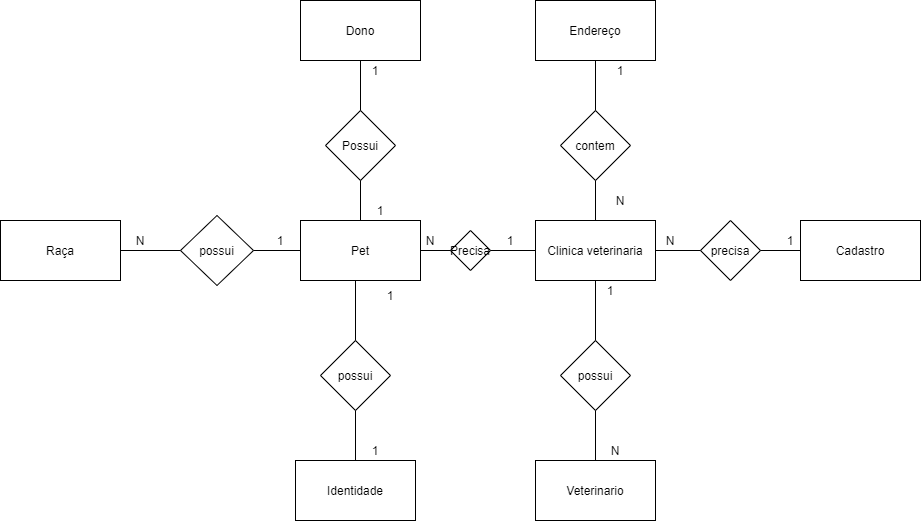 Dono
Endereço
1
1
Possui
contem
1
N
Raça
N
possui
1
Pet
N
Precisa
1
Clinica veterinaria
N
precisa
1
Cadastro
1
1
possui
possui
1
N
Identidade
Veterinario